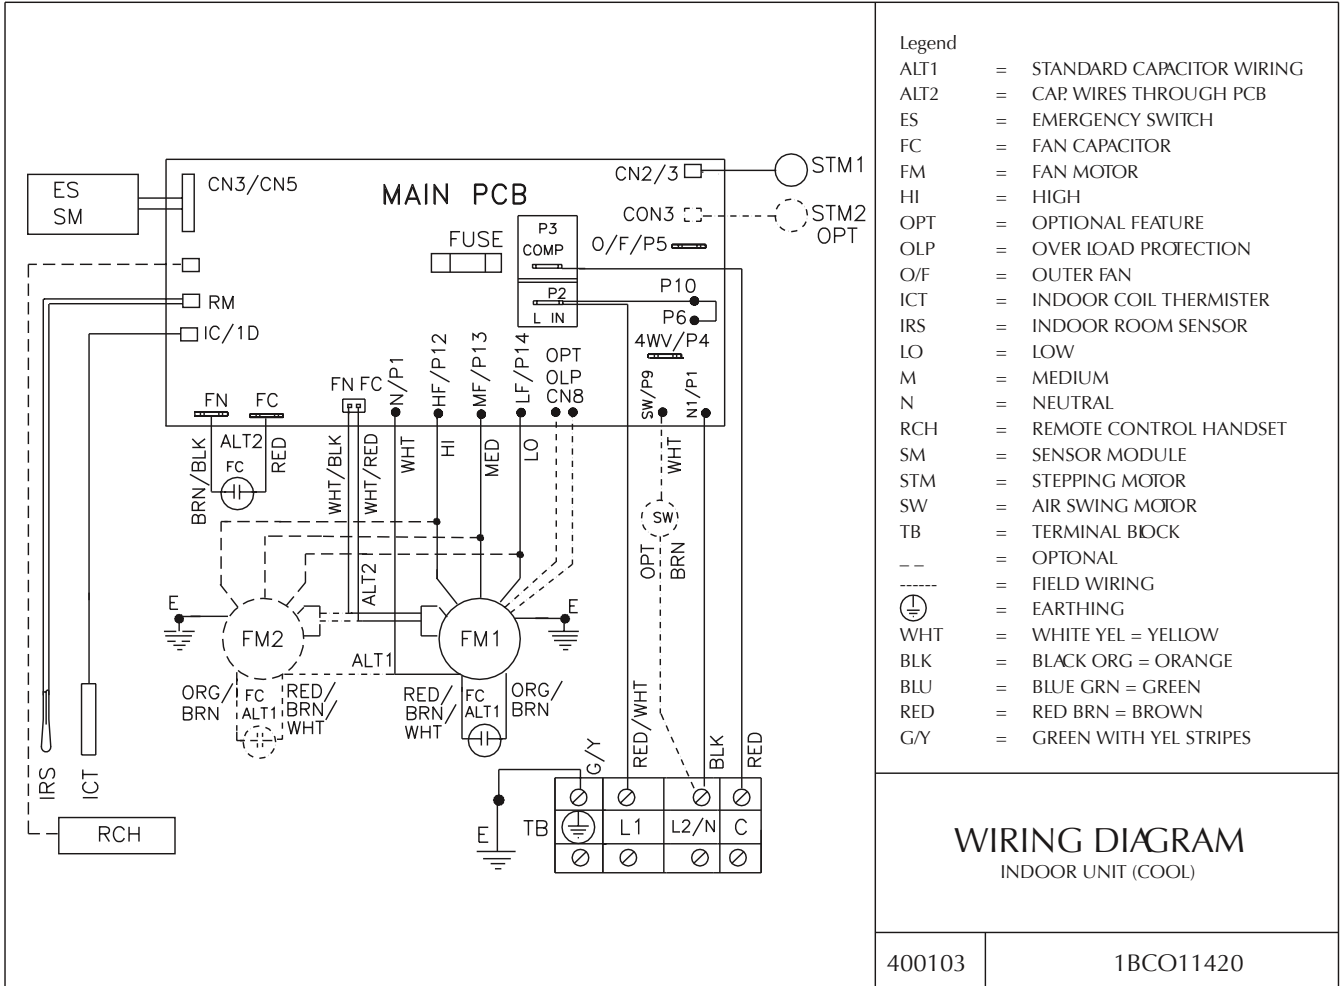 ES
SM
CN3/CN5
MAIN PCB
CN2/3
STM1
CON3
STM2
OPT
FUSE
P3
COMP
O/F/P5
P2
L IN
P10
P6
4WV/P4
RM
IC/1D
FN
FC
FN FC
N/P1
HF/P12
MF/P13
LF/P14
OPT
OLP
CN8
SW/P9
N1/P1
BRN/BLK
ALT2
FC
RED
WHT/BLK
WHT/RED
WHT
HI
MED
LO
WHT
SW
OPT
BRN
ALT2
E
FM2
FM1
E
ALT1
ORG/
BRN
FC
ALT1
RED/
BRN/
WHT
RED/
BRN/
WHT
FC
ALT1
ORG/
BRN
G/Y
RED/WHT
BLK
RED
IRS
ICT
RCH
E
TB
L1
L2/N
C
Legend
ALT1 = STANDARD CAPACITOR WIRING
ALT2 = CAP. WIRES THROUGH PCB
ES = EMERGENCY SWITCH
FC = FAN CAPACITOR
FM = FAN MOTOR
HI = HIGH
OPT = OPTIONAL FEATURE
OLP = OVER LOAD PROTECTION
O/F = OUTER FAN
ICT = INDOOR COIL THERMISTER
IRS = INDOOR ROOM SENSOR
LO = LOW
M = MEDIUM
N = NEUTRAL
RCH = REMOTE CONTROL HANDSET
SM = SENSOR MODULE
STM = STEPPING MOTOR
SW = AIR SWING MOTOR
TB = TERMINAL BLOCK
_ _ = OPTONAL
------ = FIELD WIRING
= EARTHING
WHT = WHITE YEL = YELLOW
BLK = BLACK ORG = ORANGE
BLU = BLUE GRN = GREEN
RED = RED BRN = BROWN
G/Y = GREEN WITH YEL STRIPES
WIRING DIAGRAM
INDOOR UNIT (COOL)
400103
1BCO11420